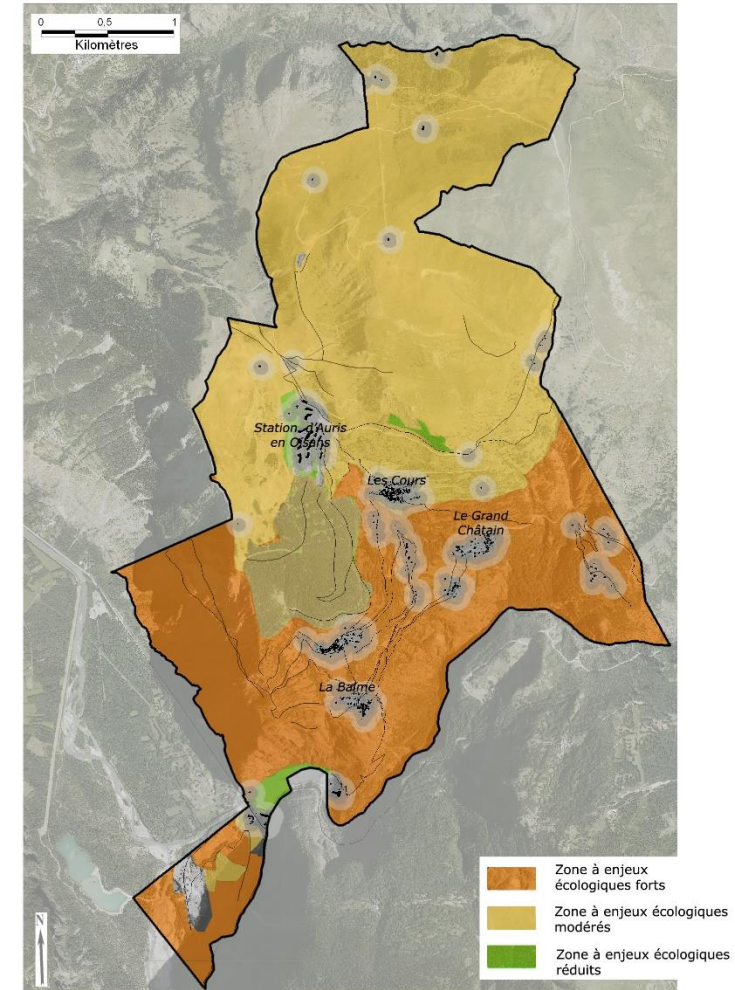 0 0,5 1
Kilomètres
Station d'Auris
en Oisans
Les Cours
Le Grand
Châtain
La Balme
N
Zone à enjeux
écologiques forts
Zone à enjeux écologiques
modérés
Zone à enjeux écologiques
réduits